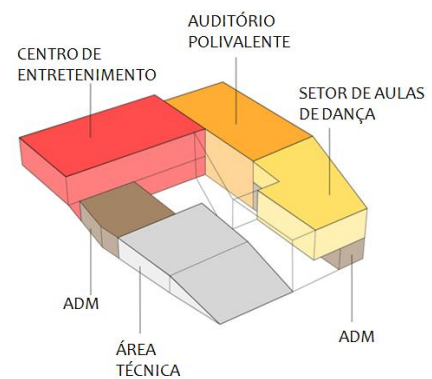 AUDITÓRIO
POLIVALENTE
CENTRO DE
ENTRETENIMENTO
SETOR DE AULAS
DE DANÇA
ADM
ADM
ÁREA
TÉCNICA